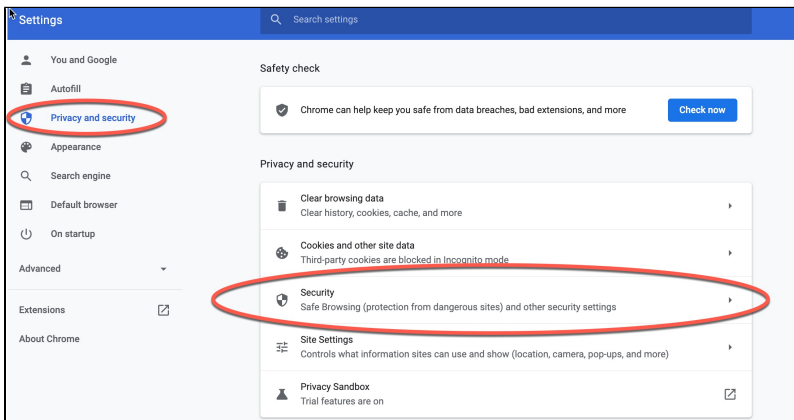 Settings
Search settings
You and Google
Autofill
Privacy and security
Appearance
Search engine
Default browser
On startup
Advanced
Extensions
About Chrome
Safety check
Chrome can help keep you safe from data breaches, bad extensions, and more
Check now
Privacy and security
Clear browsing data
Clear history, cookies, cache, and more
Cookies and other site data
Third-party cookies are blocked in Incognito mode
Security
Safe Browsing (protection from dangerous sites) and other security settings
Site Settings
Controls what information sites can use and show (location, camera, pop-ups, and more)
Privacy Sandbox
Trial features are on